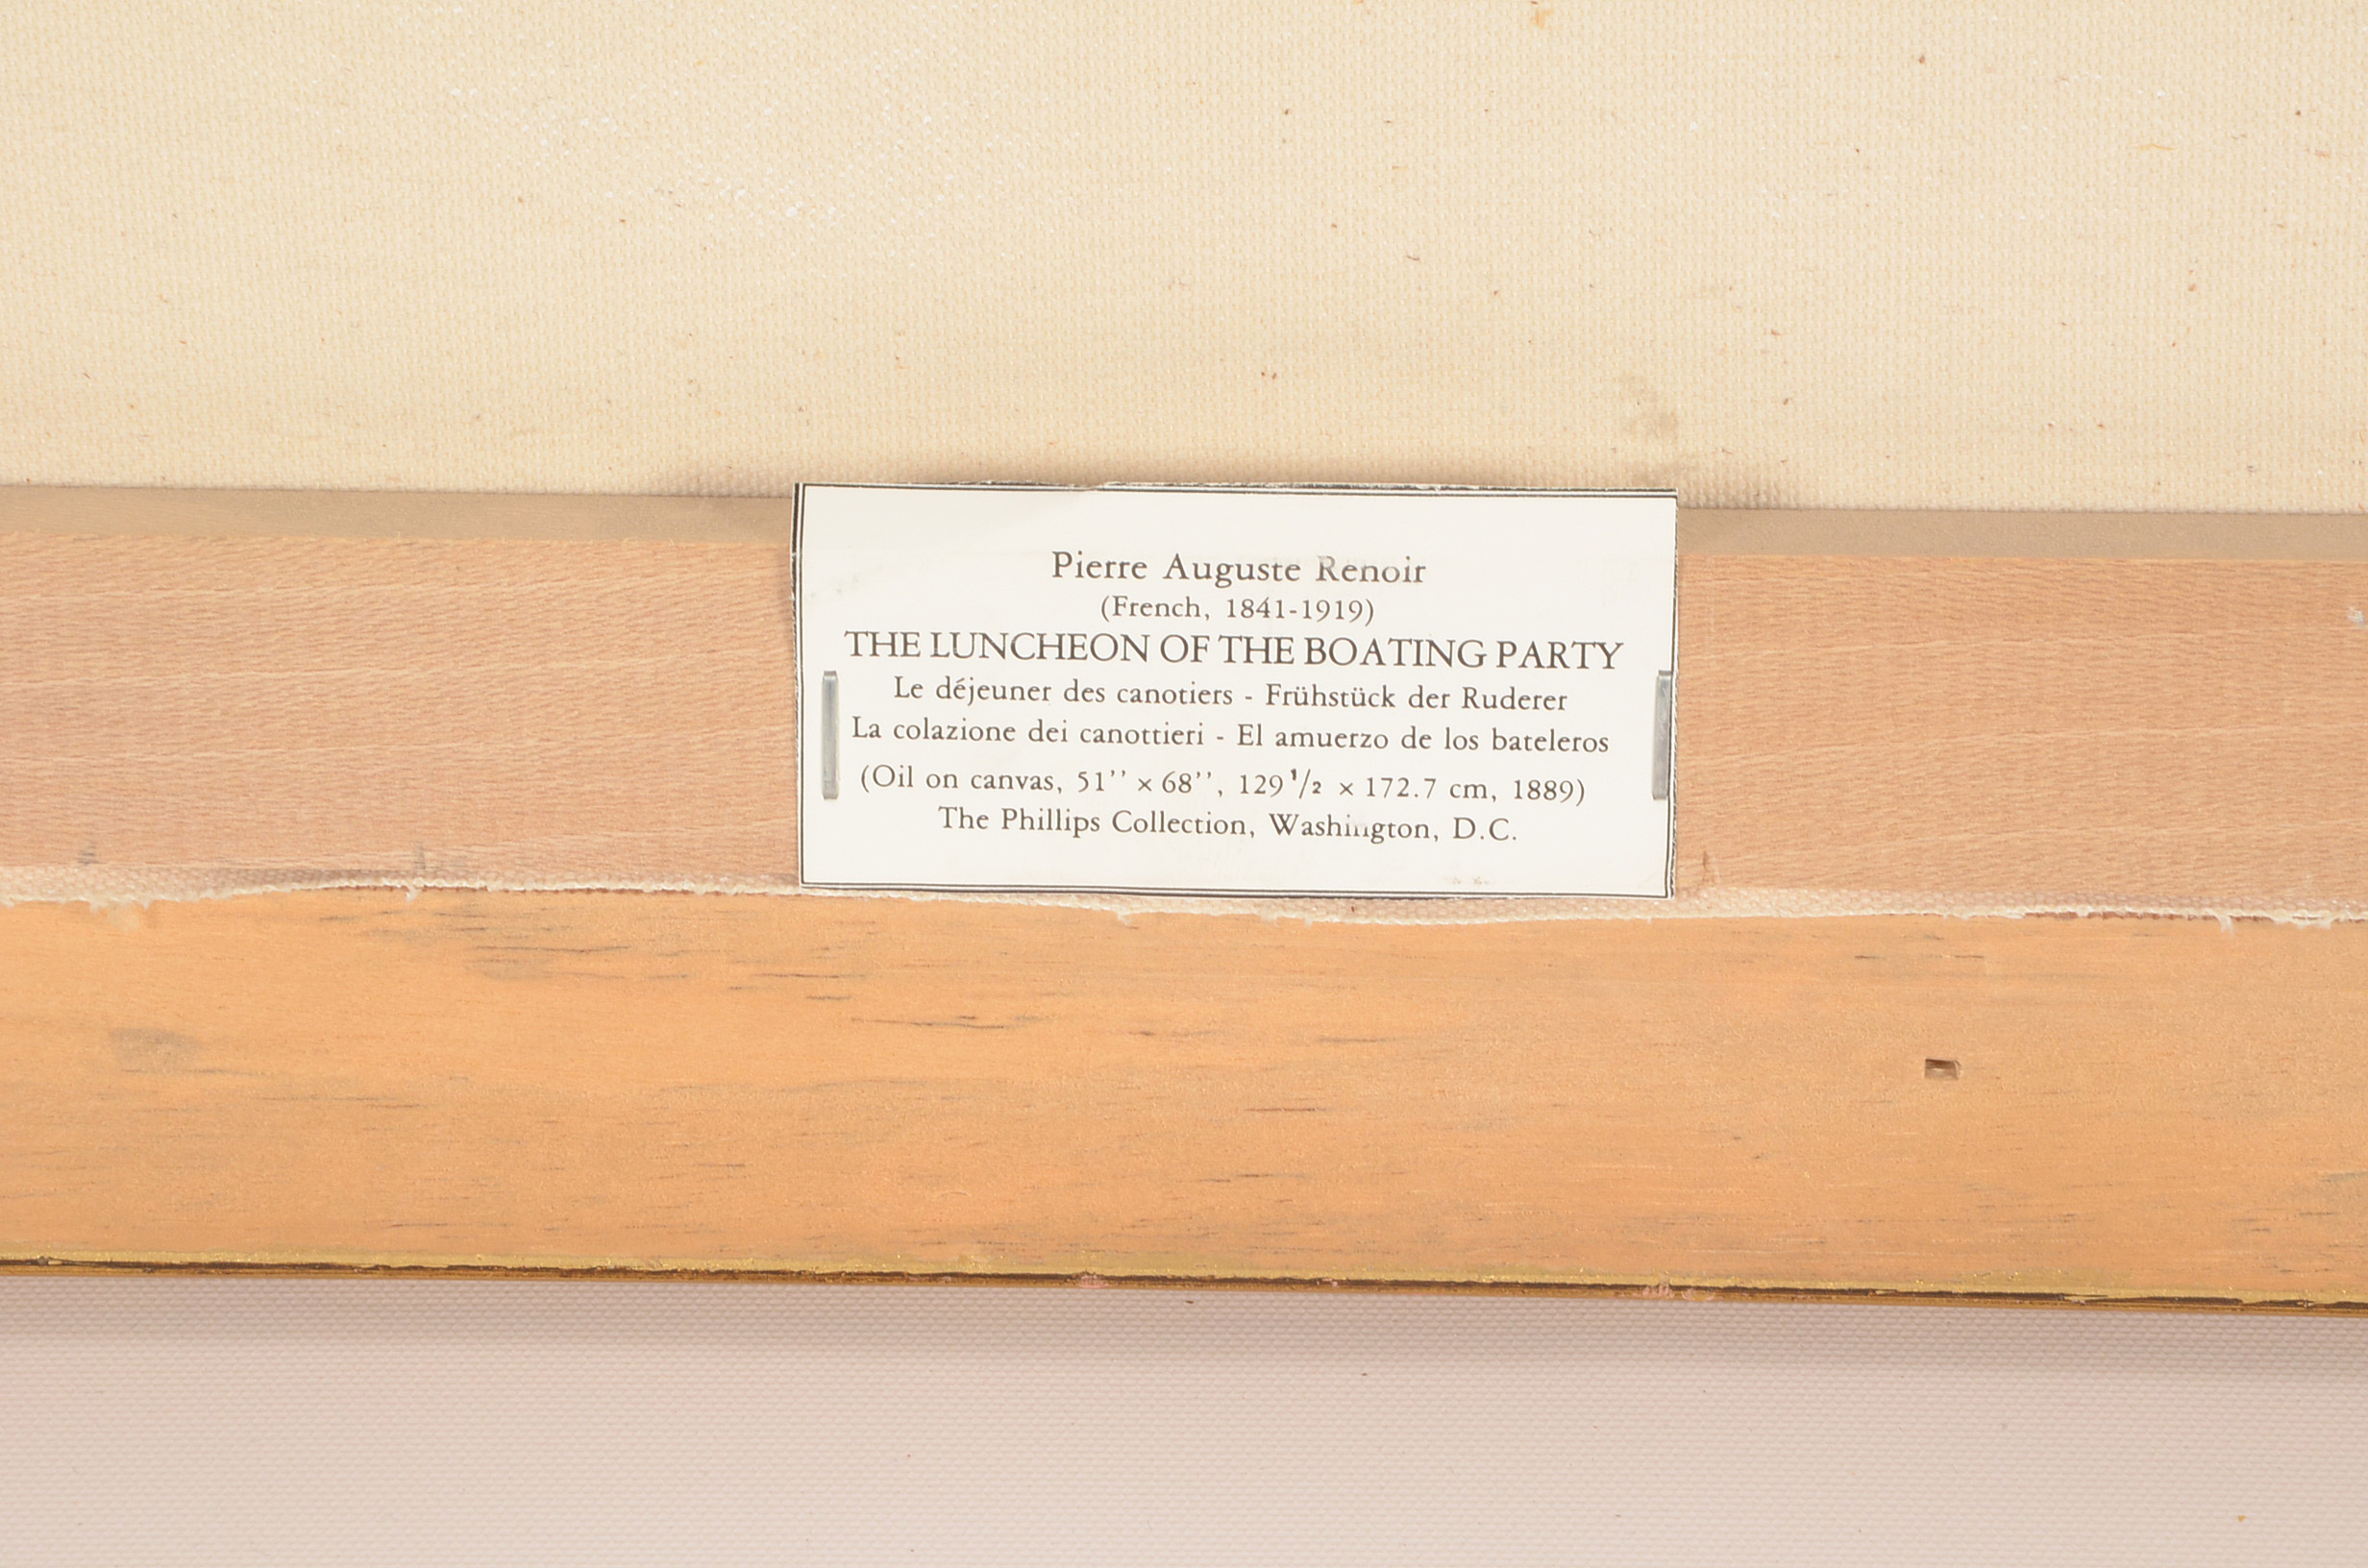 Pierre Auguste Renoir
(French, 1841-1919)
THE LUNCHEON OF THE BOATING PARTY
Le déjeuner des canotiers - Frühstück der Ruderer
La colazione dei canottieri - El amuerzo de los bateleros
(Oil on canvas, 51'' × 68'', 129 1/2 × 172.7 cm, 1889)
The Phillips Collection, Washington, D.C.